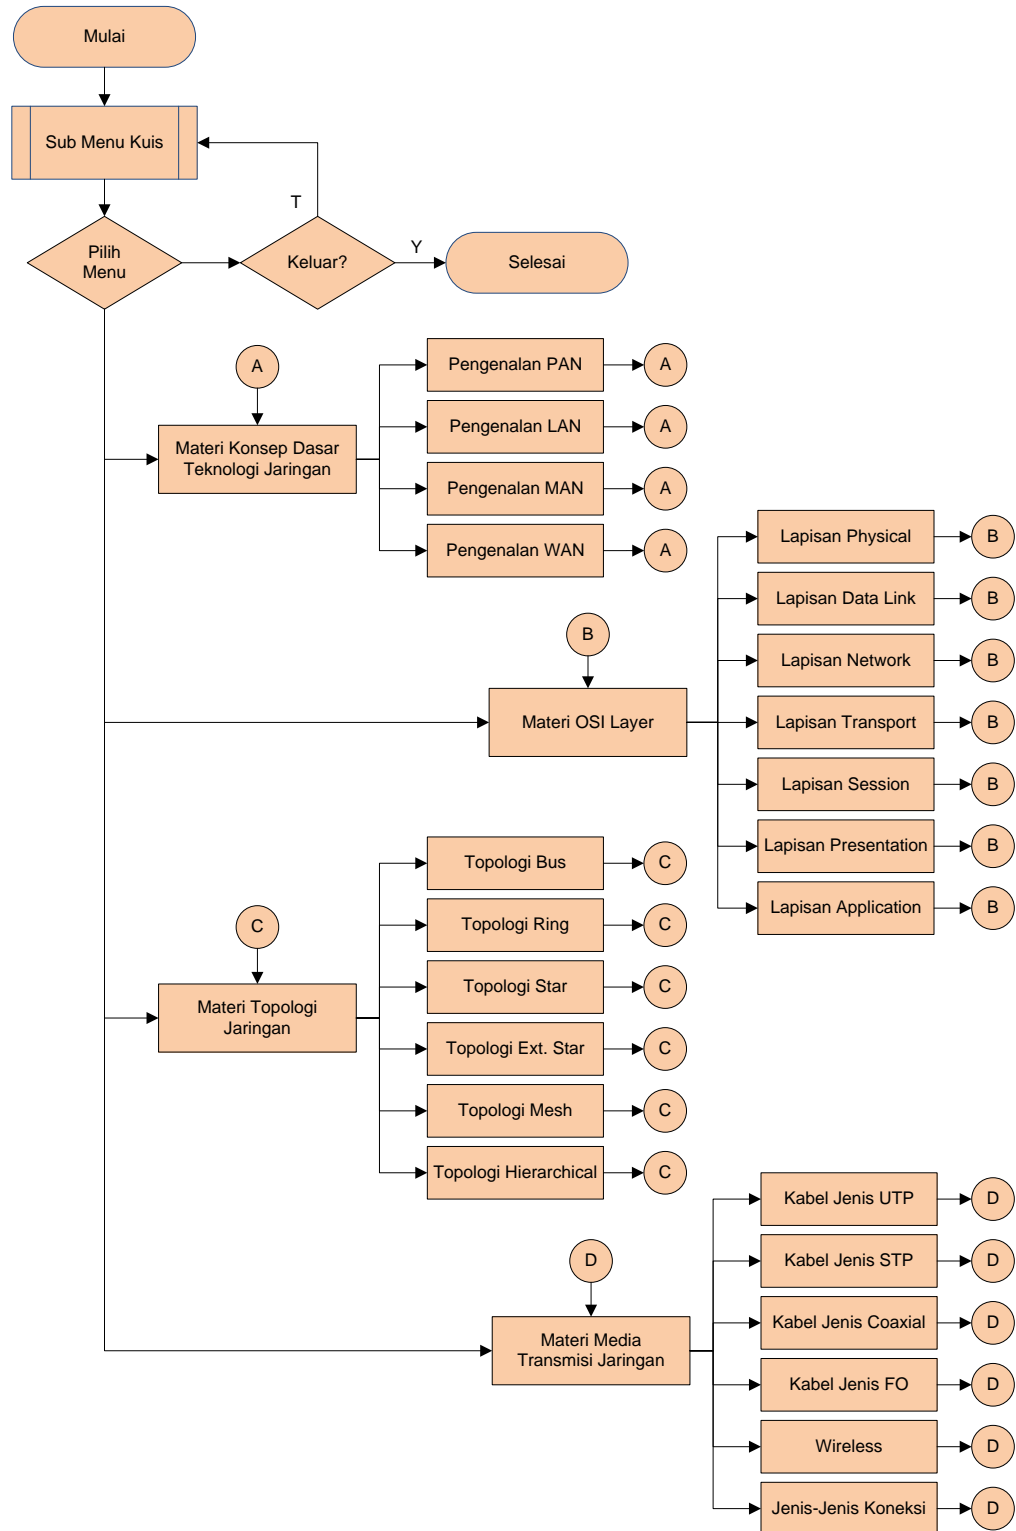 Mulai
Sub Menu Kuis
T
Pilih
Menu
Keluar?
Y
Selesai
A
Materi Konsep Dasar
Teknologi Jaringan
Pengenalan PAN
A
Pengenalan LAN
A
Pengenalan MAN
A
Pengenalan WAN
A
B
Materi OSI Layer
Lapisan Physical
B
Lapisan Data Link
B
Lapisan Network
B
Lapisan Transport
B
Lapisan Session
B
Lapisan Presentation
B
Lapisan Application
B
C
Materi Topologi
Jaringan
Topologi Bus
C
Topologi Ring
C
Topologi Star
C
Topologi Ext. Star
C
Topologi Mesh
C
Topologi Hierarchical
C
D
Materi Media
Transmisi Jaringan
Kabel Jenis UTP
D
Kabel Jenis STP
D
Kabel Jenis Coaxial
D
Kabel Jenis FO
D
Wireless
D
Jenis-Jenis Koneksi
D